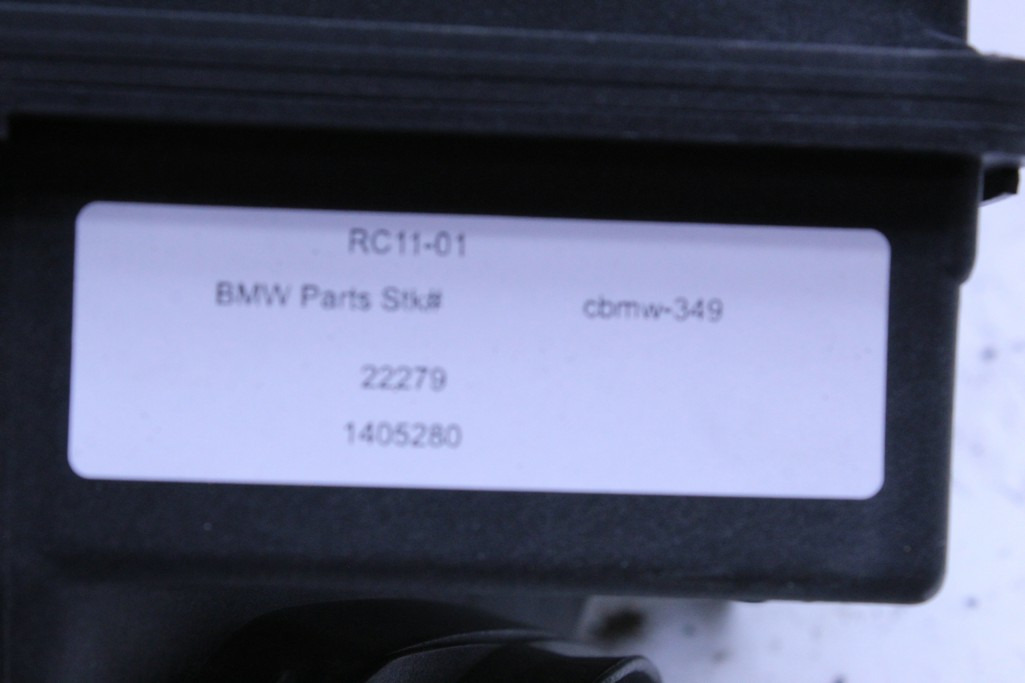 RC11-01
BMW Parts Stk# cbmw-349
22279
1405280